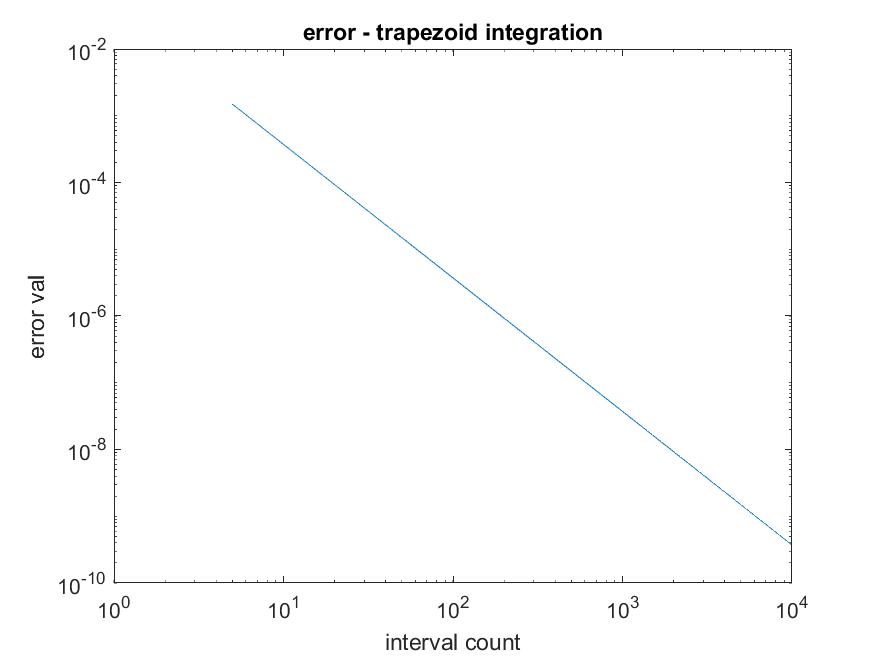 error - trapezoid integration
10^-2
10^-4
10^-6
10^-8
10^-10
error val
10^0 10^1 10^2 10^3 10^4
interval count